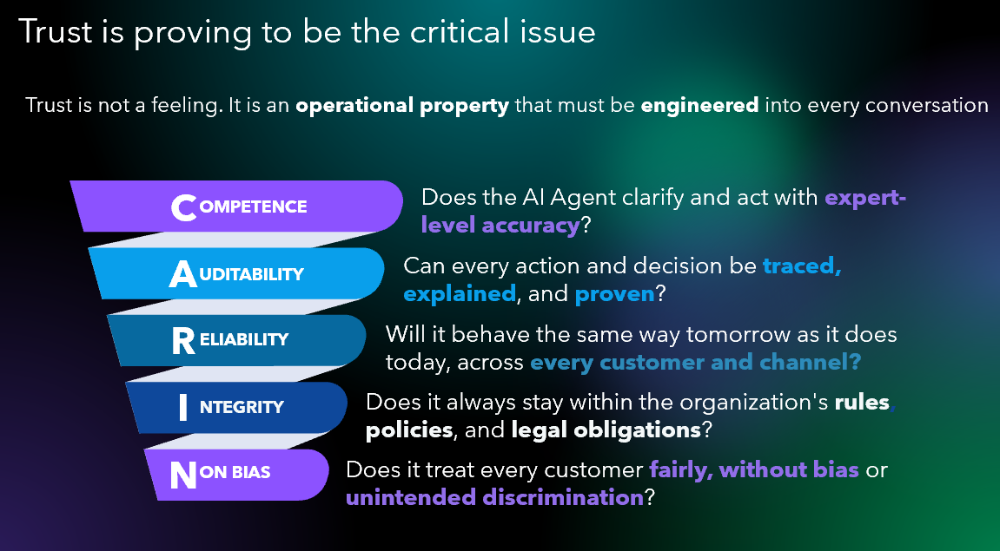 Trust is proving to be the critical issue
Trust is not a feeling. It is an operational property that must be engineered into every conversation
COMPETENCE
Does the AI Agent clarify and act with expert-
level accuracy?
AUDITABILITY
Can every action and decision be traced,
explained, and proven?
RELIABILITY
Will it behave the same way tomorrow as it does
today, across every customer and channel?
INTEGRITY
Does it always stay within the organization's rules,
policies, and legal obligations?
NON BIAS
Does it treat every customer fairly, without bias or
unintended discrimination?